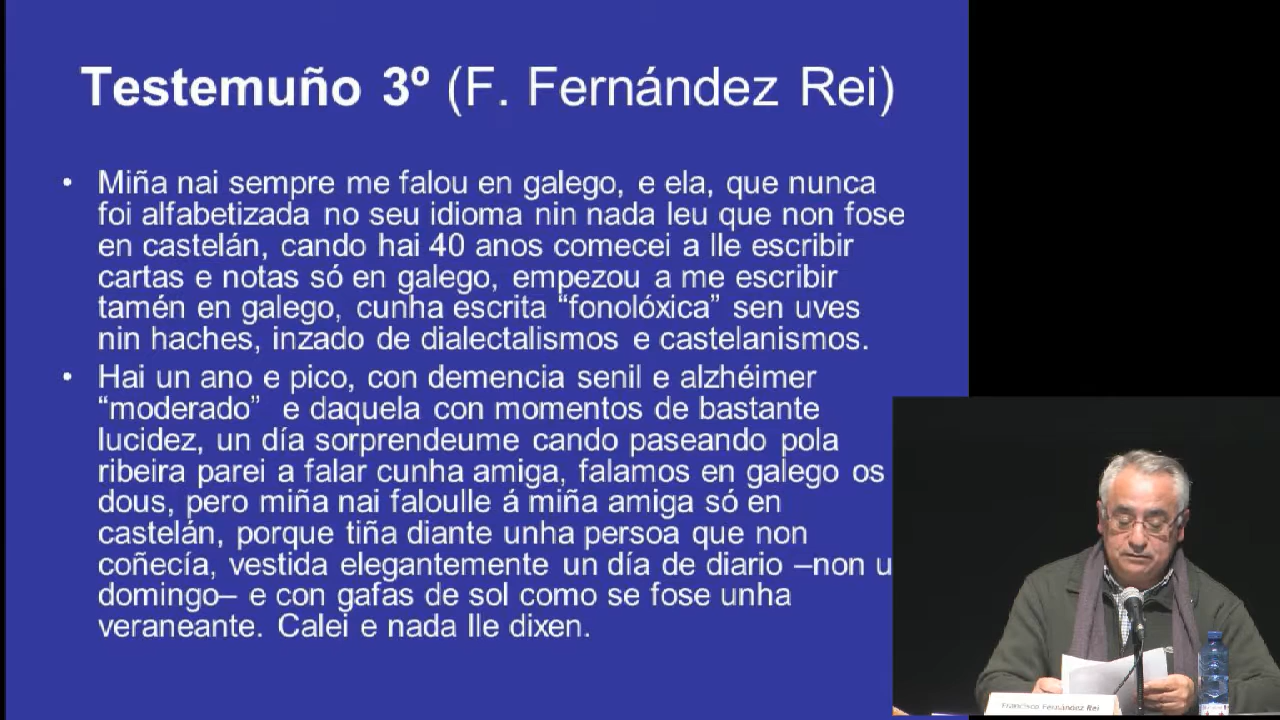 Testemuño 3º (F. Fernández Rei)
• Miña nai sempre me falou en galego, e ela, que nunca
foi alfabetizada no seu idioma nin nada leu que non fose
en castelán, cando hai 40 anos comecei a lle escribir
cartas e notas só en galego, empezou a me escribir
tamén en galego, cunha escrita “fonolóxica” sen uves
nin haches, inzado de dialectalismos e castelanismos.
• Hai un ano e pico, con demencia senil e alzhéimer
“moderado” e daquela con momentos de bastante
lucidez, un día sorprendeume cando paseando pola
ribeira parei a falar cunha amiga, falamos en galego os
dous, pero miña nai faloulle á miña amiga só en
castelán, porque tiña diante unha persoa que non
coñecía, vestida elegantemente un día de diario –non u
domingo– e con gafas de sol como se fose unha
veraneante. Calei e nada lle dixen.
Francisco Fernández Rei